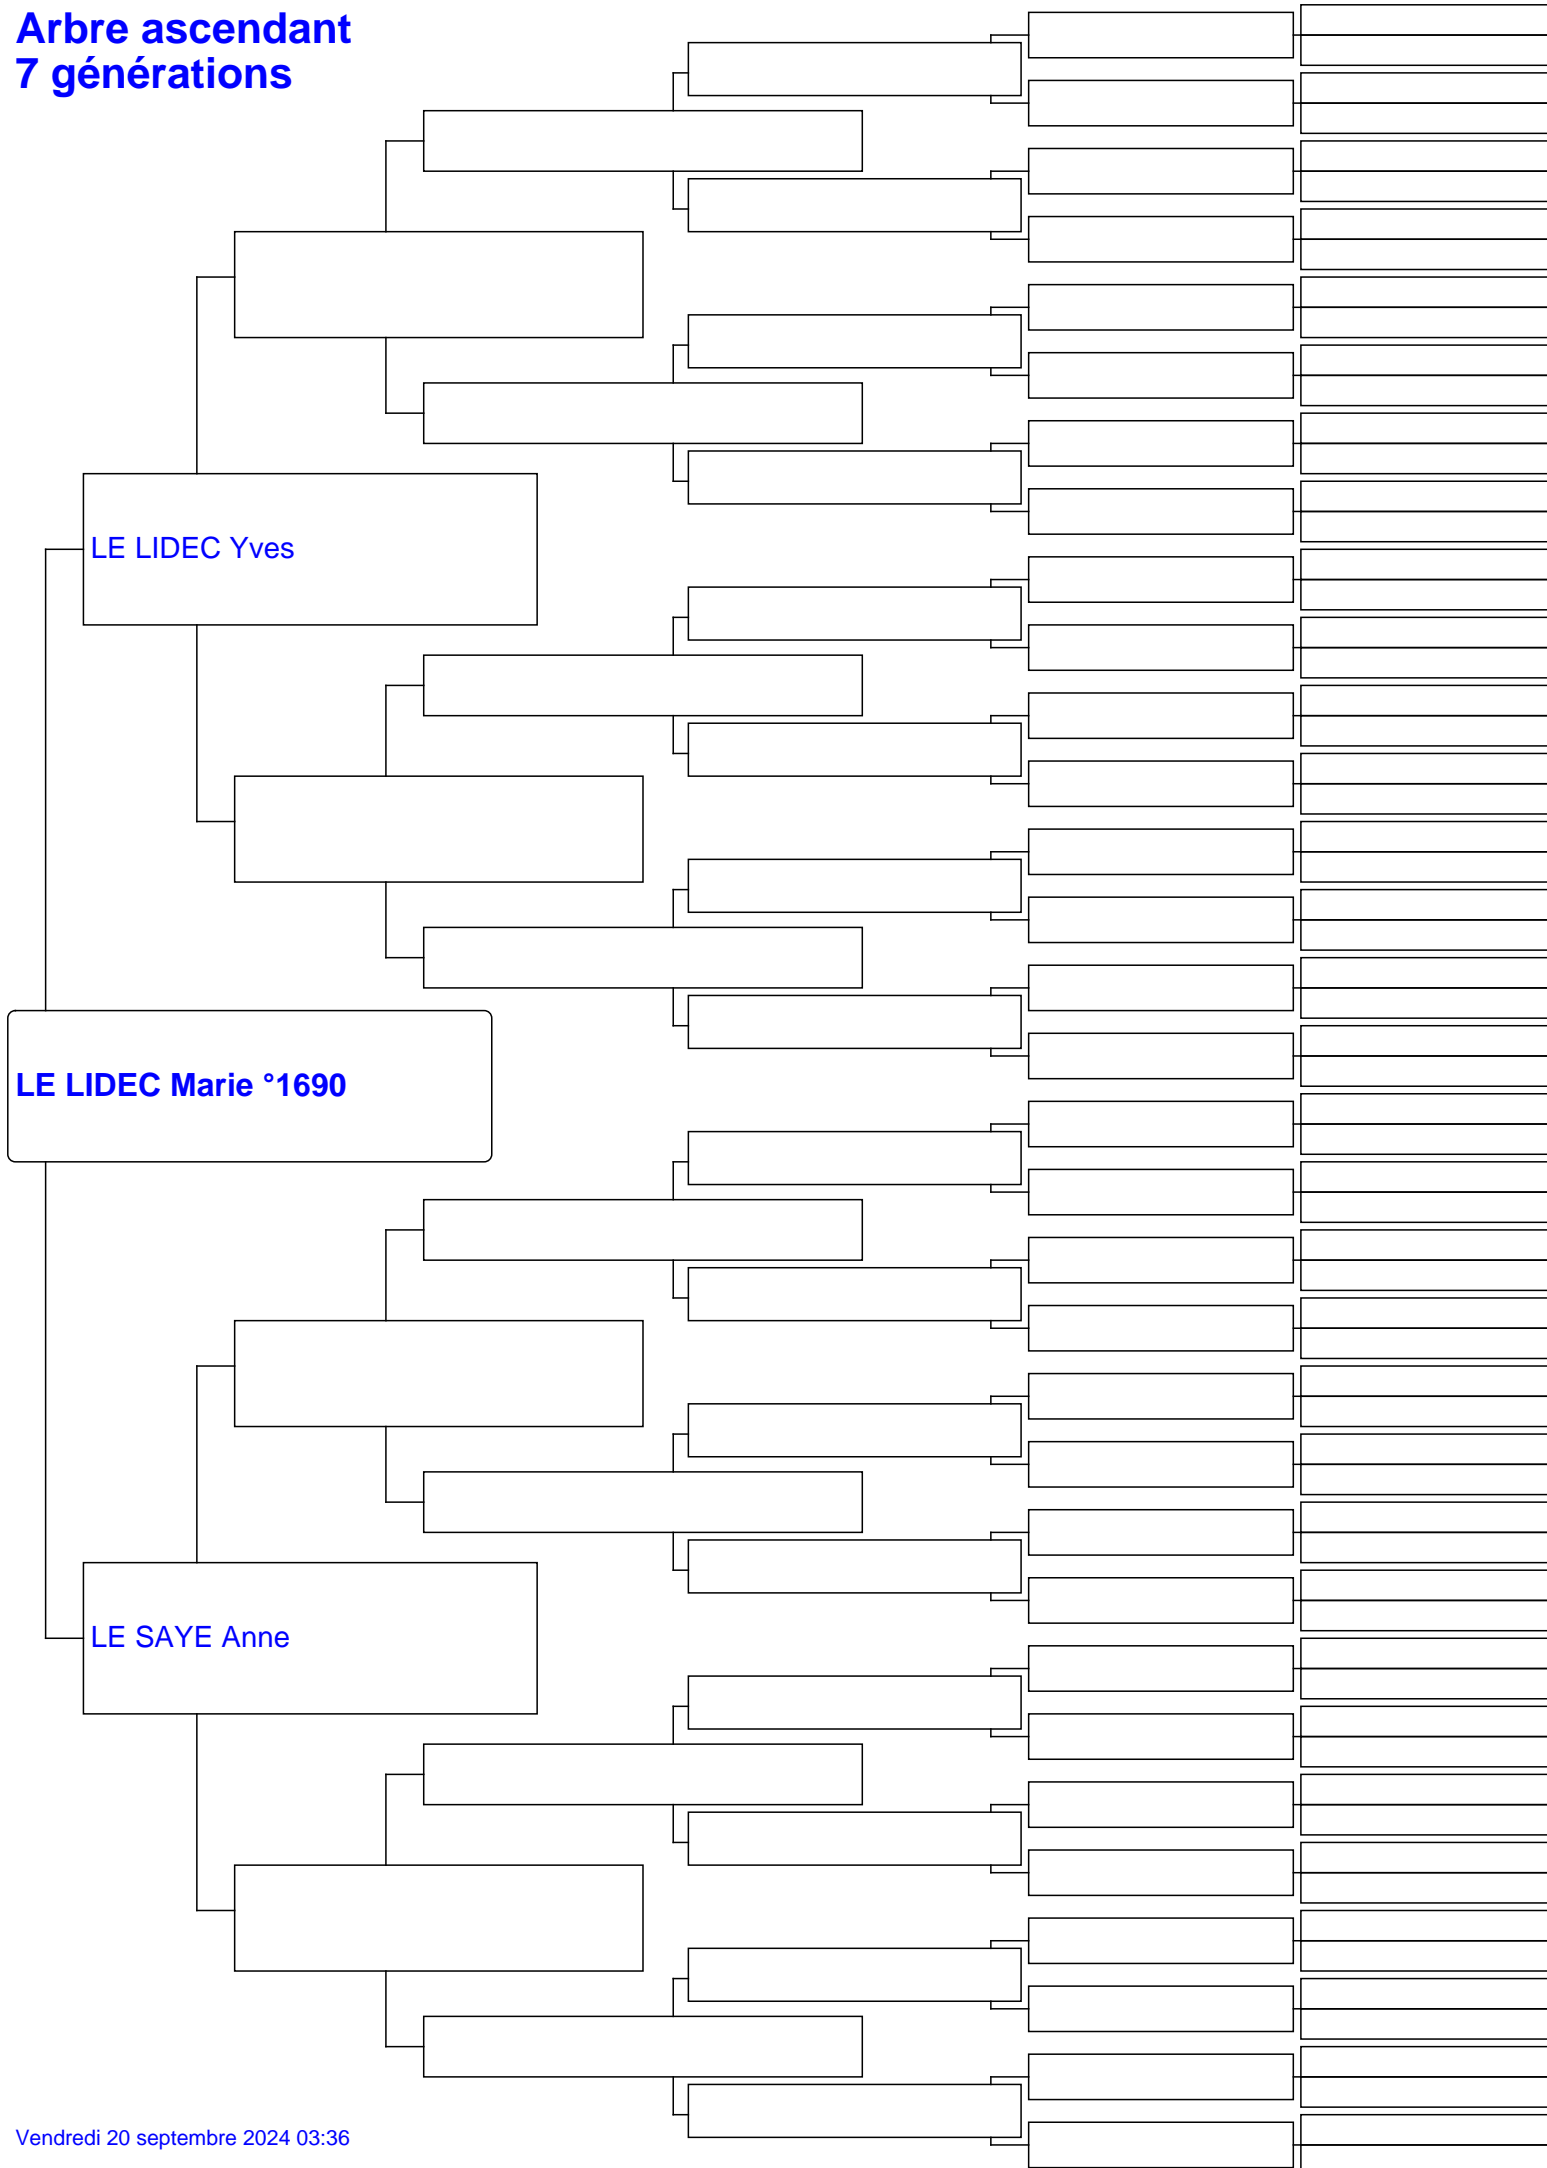 Arbre ascendant
7 générations
LE LIDEC Yves
LE LIDEC Marie °1690
LE SAYE Anne
Vendredi 20 septembre 2024 03:36